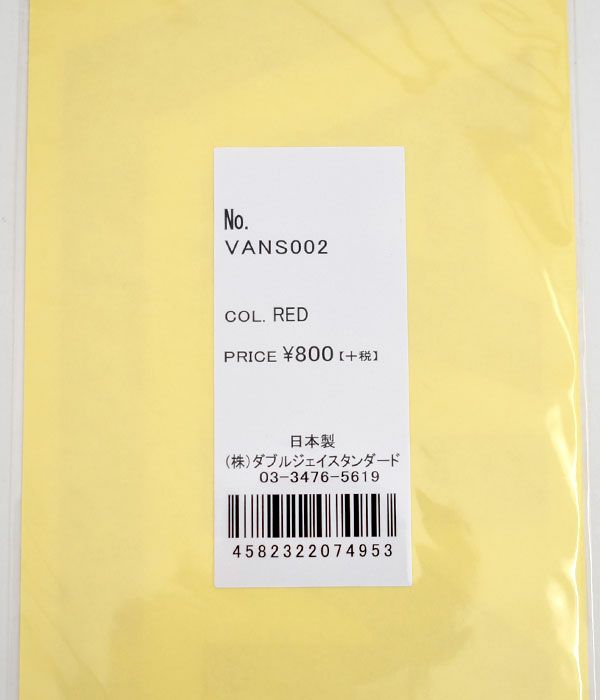 No.
VANS002
COL. RED
PRICE ¥800【+税】
日本製
(株)ダブルジェイスタンダード
03-3476-5619
4582322074953